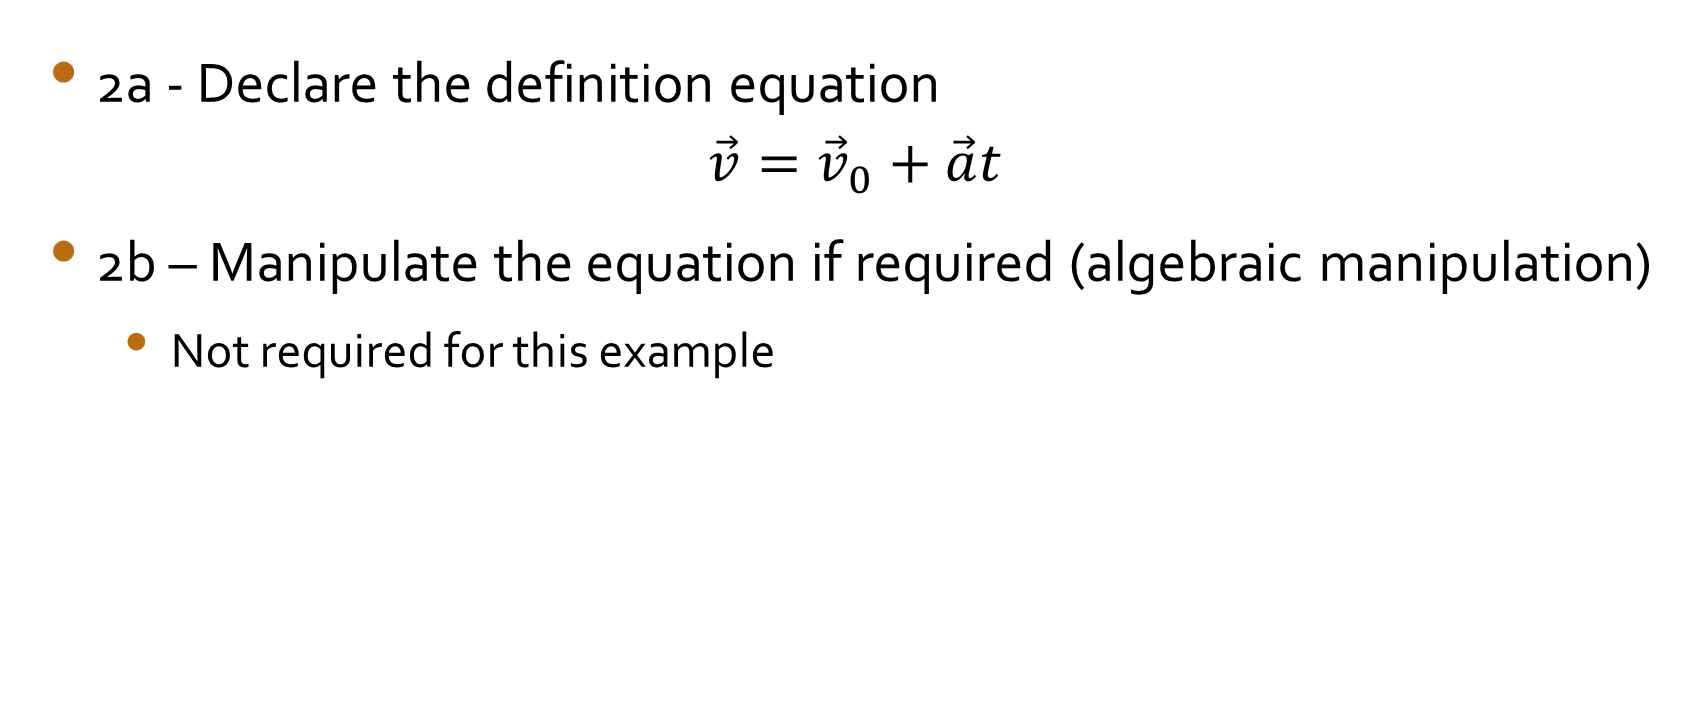 • 2a - Declare the definition equation
v⃗ = v⃗₀ + a⃗t
• 2b – Manipulate the equation if required (algebraic manipulation)
• Not required for this example